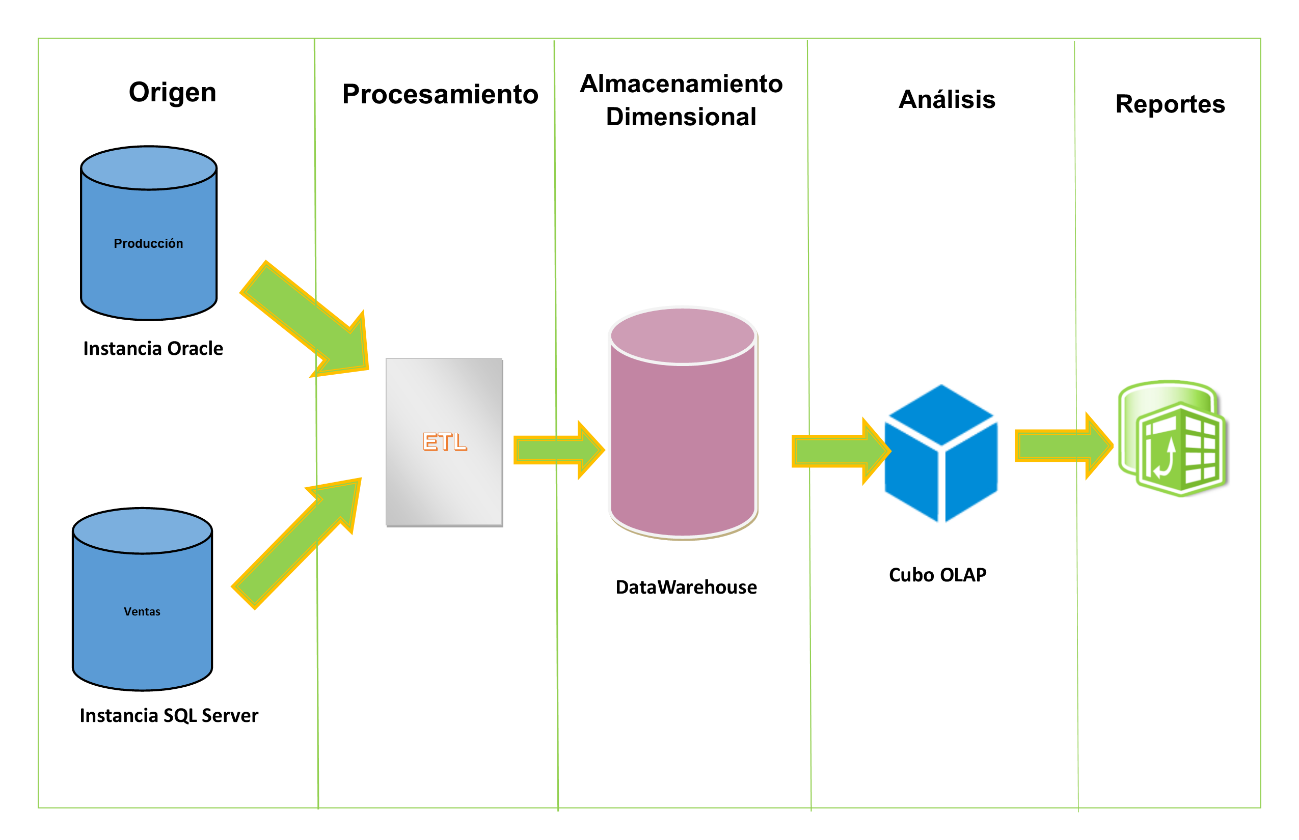 Origen
Procesamiento
Almacenamiento
Dimensional
Análisis
Reportes
Producción
Instancia Oracle
ETL
Ventas
Instancia SQL Server
DataWarehouse
Cubo OLAP